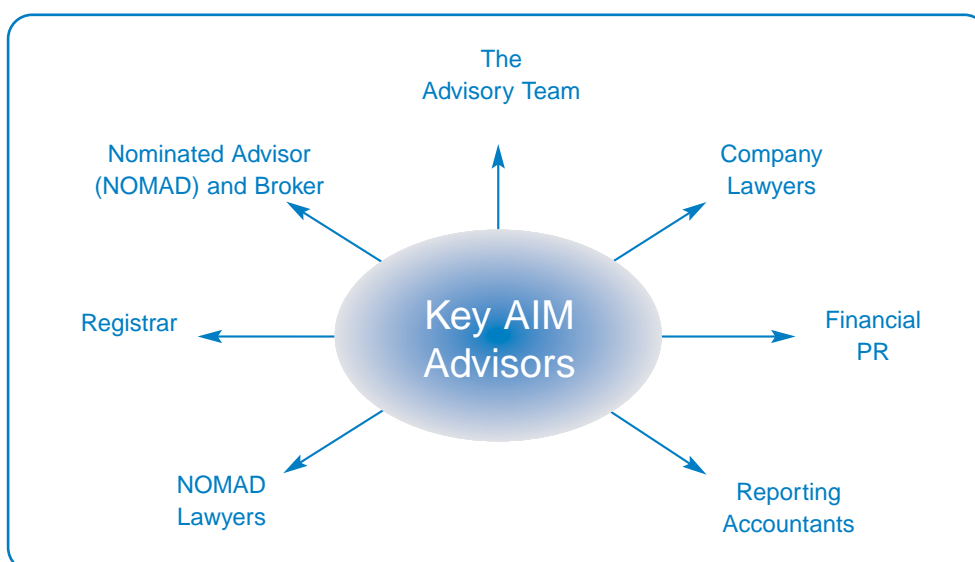 The
Advisory Team
Nominated Advisor
(NOMAD) and Broker
Company
Lawyers
Registrar
Key AIM
Advisors
Financial
PR
NOMAD
Lawyers
Reporting
Accountants